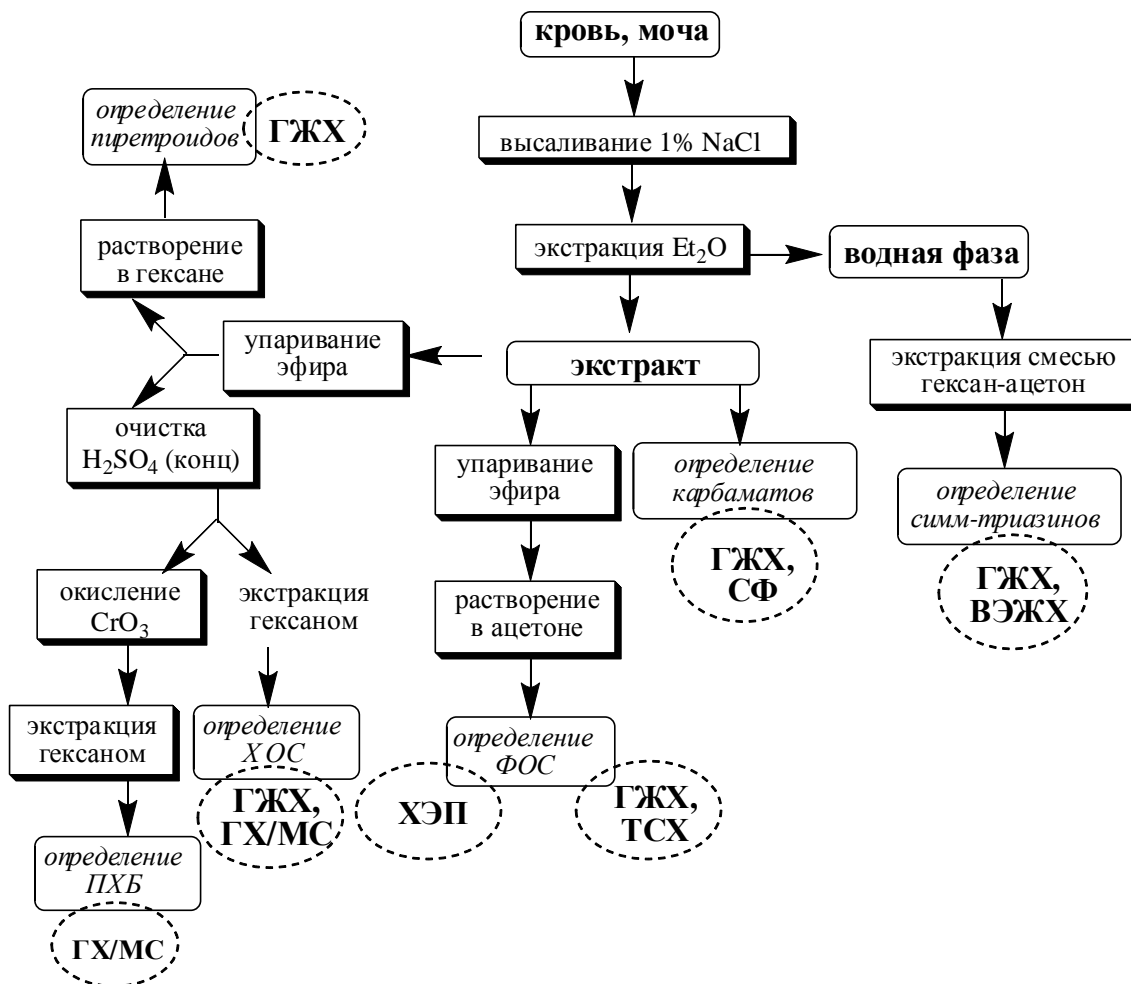 кровь, моча
определение
пиретроидов
ГЖХ
высаливание 1% NaCl
растворение
в гексане
экстракция Et2O
водная фаза
упаривание
эфира
экстракт
экстракция смесью
гексан-ацетон
очистка
H2SO4 (конц)
упаривание
эфира
определение
карбаматов
определение
симм-триазинов
ГЖХ,
СФ
ГЖХ,
ВЭЖХ
окисление
CrO3
экстракция
гексаном
растворение
в ацетоне
экстракция
гексаном
определение
ХОС
определение
ФОС
ГЖХ,
ГХ/МС
ХЭП
ГЖХ,
ТСХ
определение
ПХБ
ГХ/МС